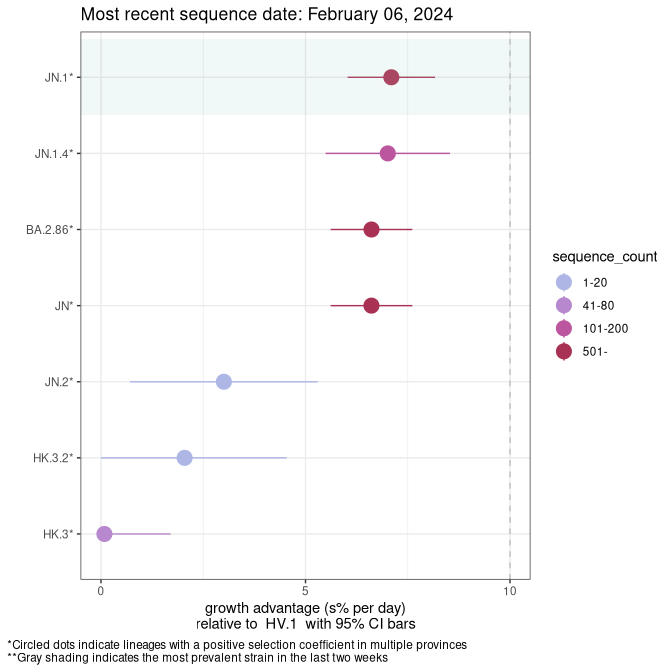 Most recent sequence date: February 06, 2024
JN.1*
JN.1.4*
BA.2.86*
JN*
JN.2*
HK.3.2*
HK.3*
0
5
10
growth advantage (s% per day)
relative to  HV.1  with 95% CI bars
sequence_count
1-20
41-80
101-200
501-
*Circled dots indicate lineages with a positive selection coefficient in multiple provinces
**Gray shading indicates the most prevalent strain in the last two weeks